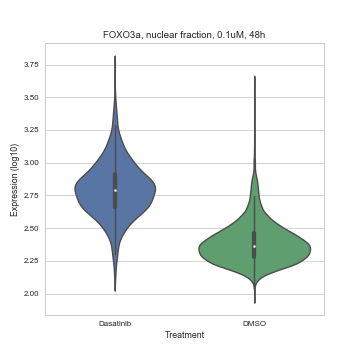 FOXO3a, nuclear fraction, 0.1uM, 48h
3.75
3.50
3.25
3.00
2.75
2.50
2.25
2.00
Expression (log10)
Dasatinib DMSO
Treatment